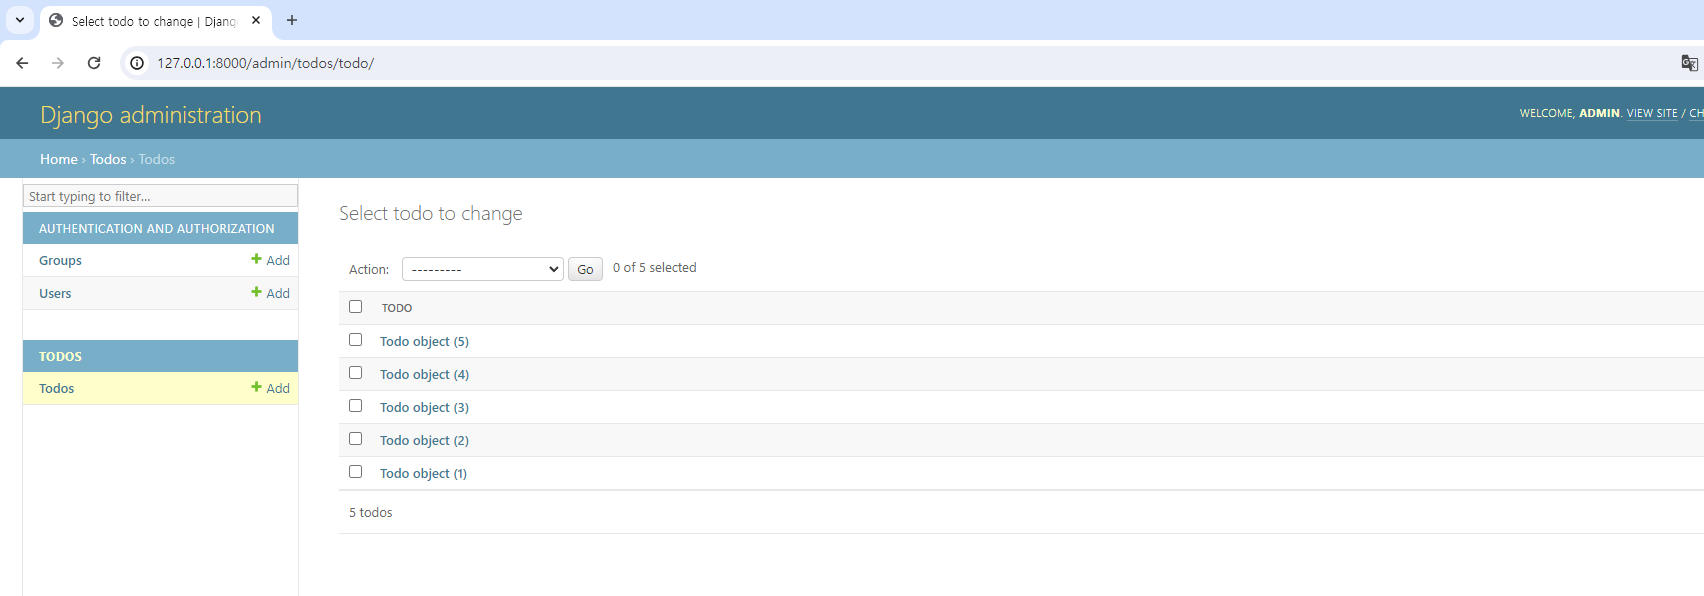 Select todo to change | Djang
127.0.0.1:8000/admin/todos/todo/
Django administration
WELCOME, ADMIN. VIEW SITE / CH
Home › Todos › Todos
Start typing to filter...
AUTHENTICATION AND AUTHORIZATION
Groups + Add
Users + Add
TODOS
Todos + Add
Select todo to change
Action: --------- Go 0 of 5 selected
TODO
Todo object (5)
Todo object (4)
Todo object (3)
Todo object (2)
Todo object (1)
5 todos